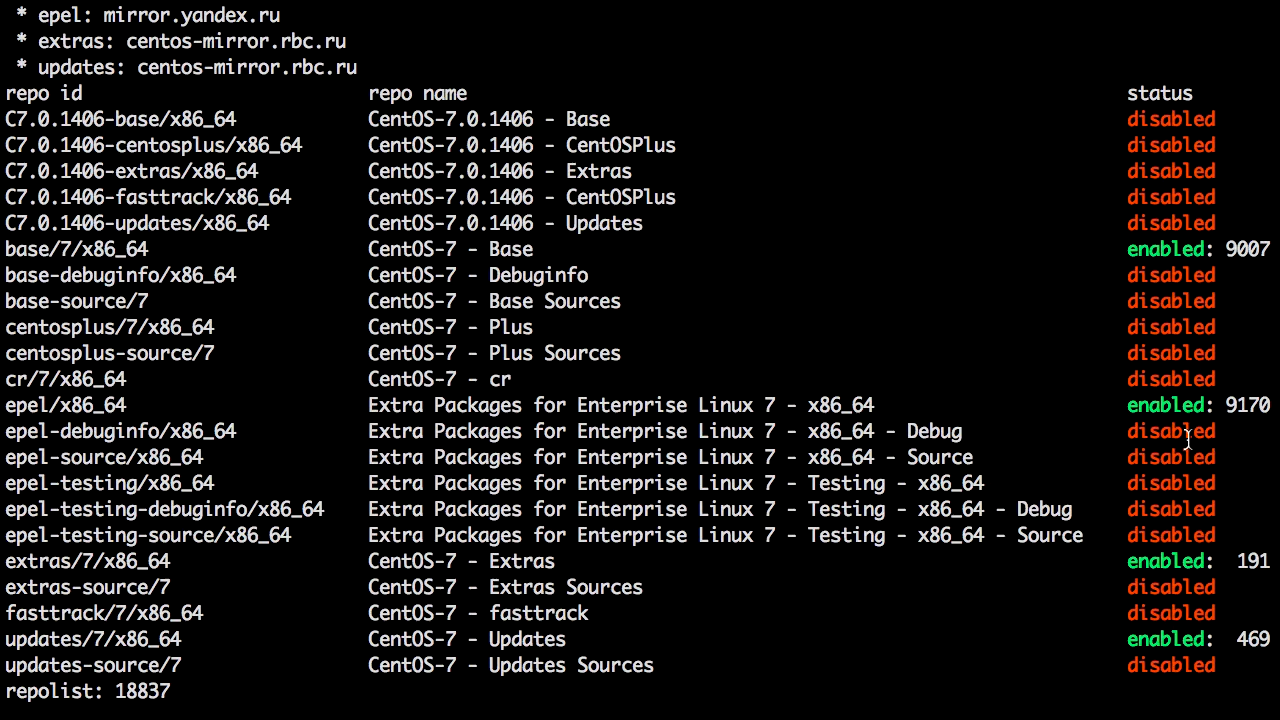 * epel: mirror.yandex.ru
* extras: centos-mirror.rbc.ru
* updates: centos-mirror.rbc.ru
repo id repo name status
C7.0.1406-base/x86_64 CentOS-7.0.1406 - Base disabled
C7.0.1406-centosplus/x86_64 CentOS-7.0.1406 - CentOSPlus disabled
C7.0.1406-extras/x86_64 CentOS-7.0.1406 - Extras disabled
C7.0.1406-fasttrack/x86_64 CentOS-7.0.1406 - CentOSPlus disabled
C7.0.1406-updates/x86_64 CentOS-7.0.1406 - Updates disabled
base/7/x86_64 CentOS-7 - Base enabled: 9007
base-debuginfo/x86_64 CentOS-7 - Debuginfo disabled
base-source/7 CentOS-7 - Base Sources disabled
centosplus/7/x86_64 CentOS-7 - Plus disabled
centosplus-source/7 CentOS-7 - Plus Sources disabled
cr/7/x86_64 CentOS-7 - cr disabled
epel/x86_64 Extra Packages for Enterprise Linux 7 - x86_64 enabled: 9170
epel-debuginfo/x86_64 Extra Packages for Enterprise Linux 7 - x86_64 - Debug disabled
epel-source/x86_64 Extra Packages for Enterprise Linux 7 - x86_64 - Source disabled
epel-testing/x86_64 Extra Packages for Enterprise Linux 7 - Testing - x86_64 disabled
epel-testing-debuginfo/x86_64 Extra Packages for Enterprise Linux 7 - Testing - x86_64 - Debug disabled
epel-testing-source/x86_64 Extra Packages for Enterprise Linux 7 - Testing - x86_64 - Source disabled
extras/7/x86_64 CentOS-7 - Extras enabled: 191
extras-source/7 CentOS-7 - Extras Sources disabled
fasttrack/7/x86_64 CentOS-7 - fasttrack disabled
updates/7/x86_64 CentOS-7 - Updates enabled: 469
updates-source/7 CentOS-7 - Updates Sources disabled
repolist: 18837